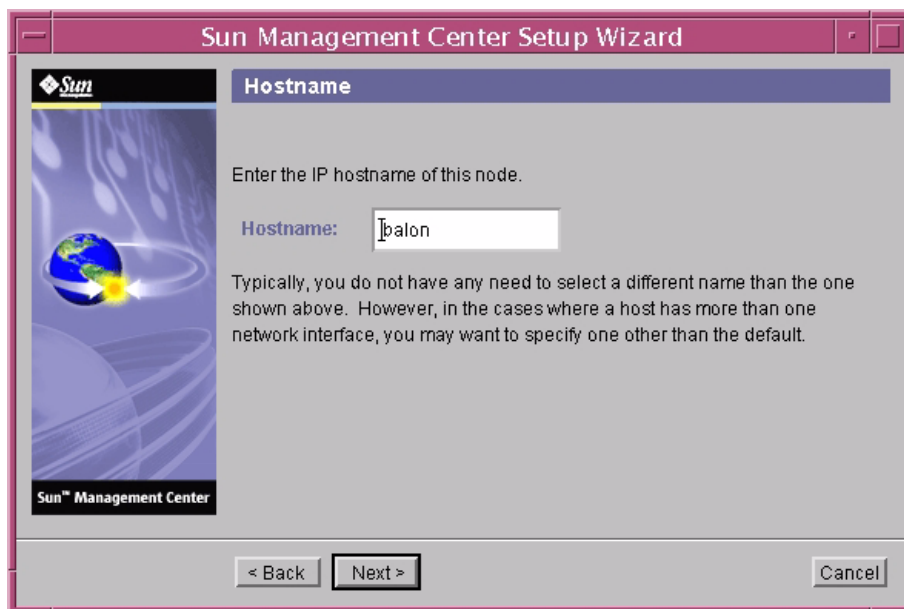 Sun Management Center Setup Wizard
Sun
Hostname
Enter the IP hostname of this node.
Hostname: balon
Typically, you do not have any need to select a different name than the one
shown above. However, in the cases where a host has more than one
network interface, you may want to specify one other than the default.
Sun™ Management Center
< Back Next > Cancel